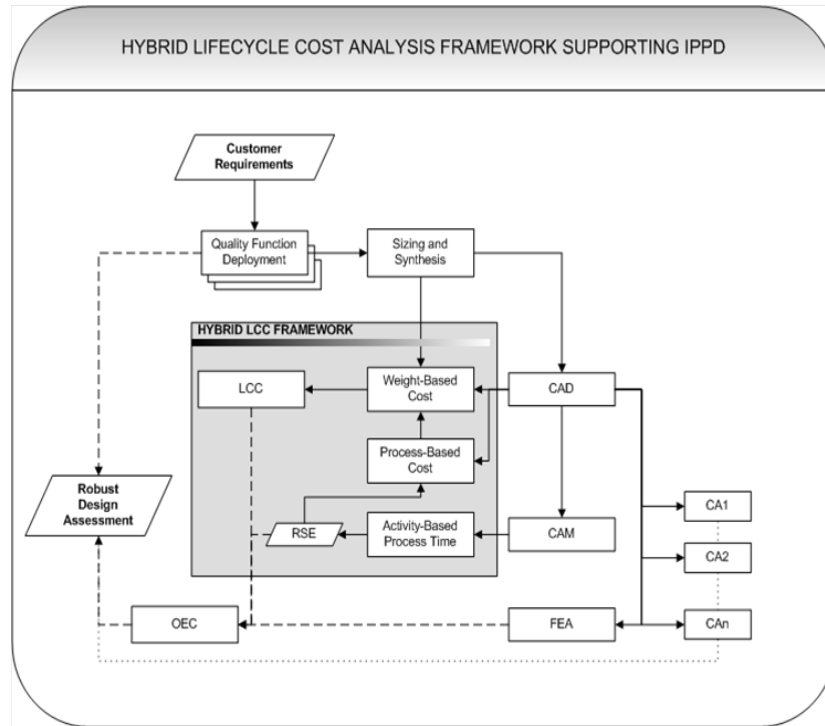 HYBRID LIFECYCLE COST ANALYSIS FRAMEWORK SUPPORTING IPPD
Customer
Requirements
Quality Function
Deployment
Sizing and
Synthesis
HYBRID LCC FRAMEWORK
LCC
Weight-Based
Cost
CAD
Process-Based
Cost
Robust
Design
Assessment
RSE
Activity-Based
Process Time
CAM
CA1
CA2
OEC
FEA
CAn